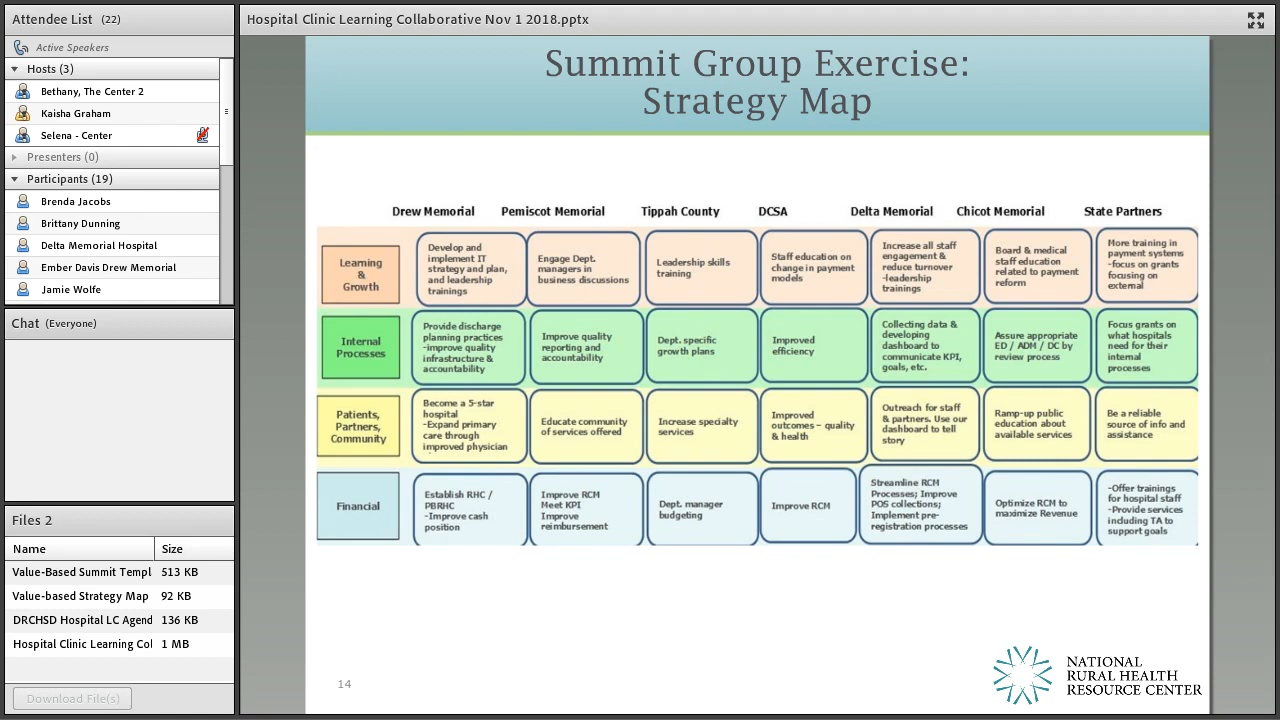 Attendee List (22)
Active Speakers
Hosts (3)
Bethany, The Center 2
Kaisha Graham
Selena - Center
Presenters (0)
Participants (19)
Brenda Jacobs
Brittany Dunning
Delta Memorial Hospital
Ember Davis Drew Memorial
Jamie Wolfe
Chat (Everyone)
Files 2
Name Size
Value-Based Summit Templ 513 KB
Value-based Strategy Map 92 KB
DRCHSD Hospital LC Agend 136 KB
Hospital Clinic Learning Col 1 MB
Download File(s)
Hospital Clinic Learning Collaborative Nov 1 2018.pptx
Summit Group Exercise:
Strategy Map
Drew Memorial Pemiscot Memorial Tippah County DCSA Delta Memorial Chicot Memorial State Partners
Learning
&
Growth
Develop and
implement IT
strategy and plan,
and leadership
trainings
Engage Dept.
managers in
business discussions
Leadership skills
training
Staff education on
change in payment
models
Increase all staff
engagement &
reduce turnover
-leadership
trainings
Board & medical
staff education
related to payment
reform
More training in
payment systems
-focus on grants
focusing on
external
Internal
Processes
Provide discharge
planning practices
-improve quality
infrastructure &
accountability
Improve quality
reporting and
accountability
Dept. specific
growth plans
Improved
efficiency
Collecting data &
developing
dashboard to
communicate KPI,
goals, etc.
Assure appropriate
ED / ADM / DC by
review process
Focus grants on
what hospitals
need for their
internal
processes
Patients,
Partners,
Community
Become a 5-star
hospital
-Expand primary
care through
improved physician
Educate community
of services offered
Increase specialty
services
Improved
outcomes – quality
& health
Outreach for staff
& partners. Use our
dashboard to tell
story
Ramp-up public
education about
available services
Be a reliable
source of info and
assistance
Financial
Establish RHC /
PBRHC
-Improve cash
position
Improve RCM
Meet KPI
Improve
reimbursement
Dept. manager
budgeting
Improve RCM
Streamline RCM
Processes; Improve
POS collections;
Implement pre-
registration processes
Optimize RCM to
maximize Revenue
-Offer trainings
for hospital staff
-Provide services
including TA to
support goals
14
NATIONAL
RURAL HEALTH
RESOURCE CENTER